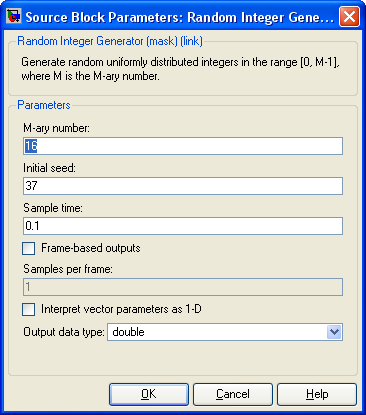 Source Block Parameters: Random Integer Gene...
Random Integer Generator (mask) (link)
Generate random uniformly distributed integers in the range [0, M-1],
where M is the M-ary number.
Parameters
M-ary number:
16
Initial seed:
37
Sample time:
0.1
Frame-based outputs
Samples per frame:
1
Interpret vector parameters as 1-D
Output data type: double
OK Cancel Help